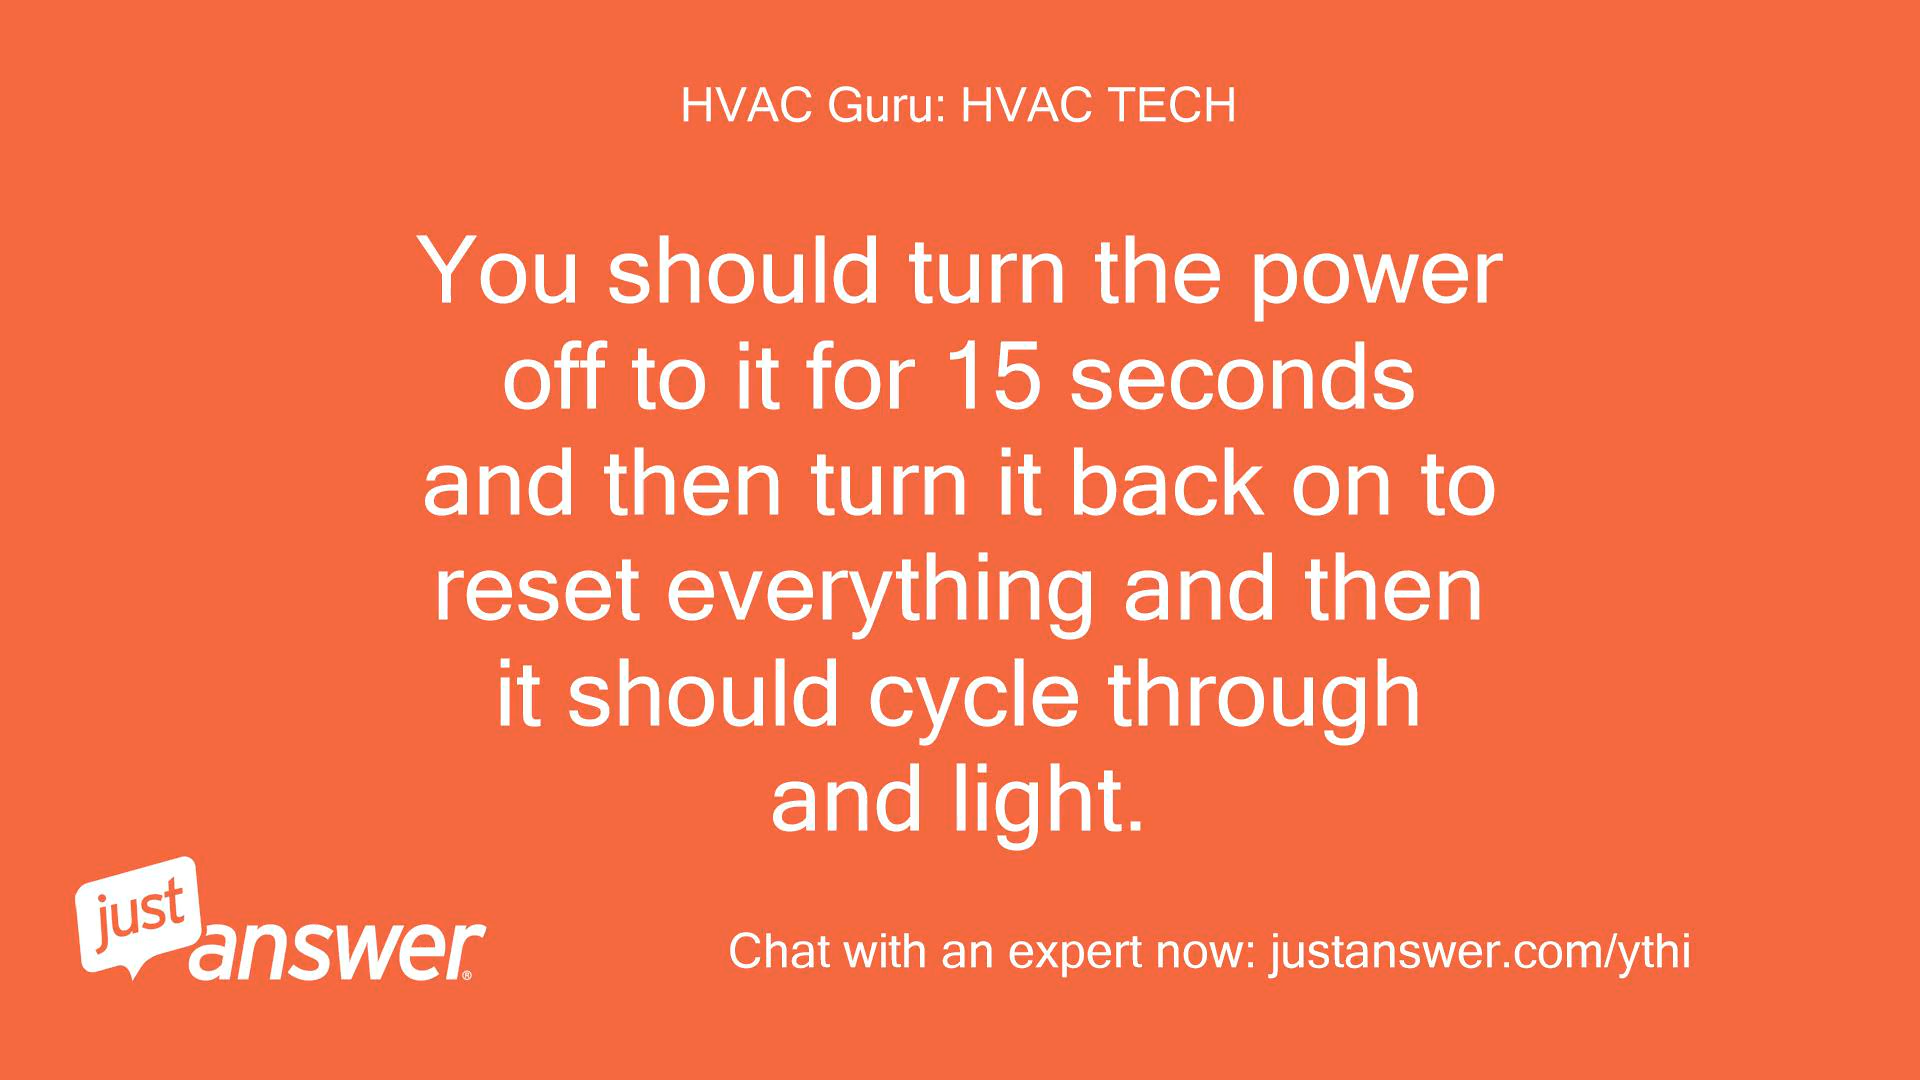 HVAC Guru: HVAC TECH
You should turn the power
off to it for 15 seconds
and then turn it back on to
reset everything and then
it should cycle through
and light.
just
answer®
Chat with an expert now: justanswer.com/ythi